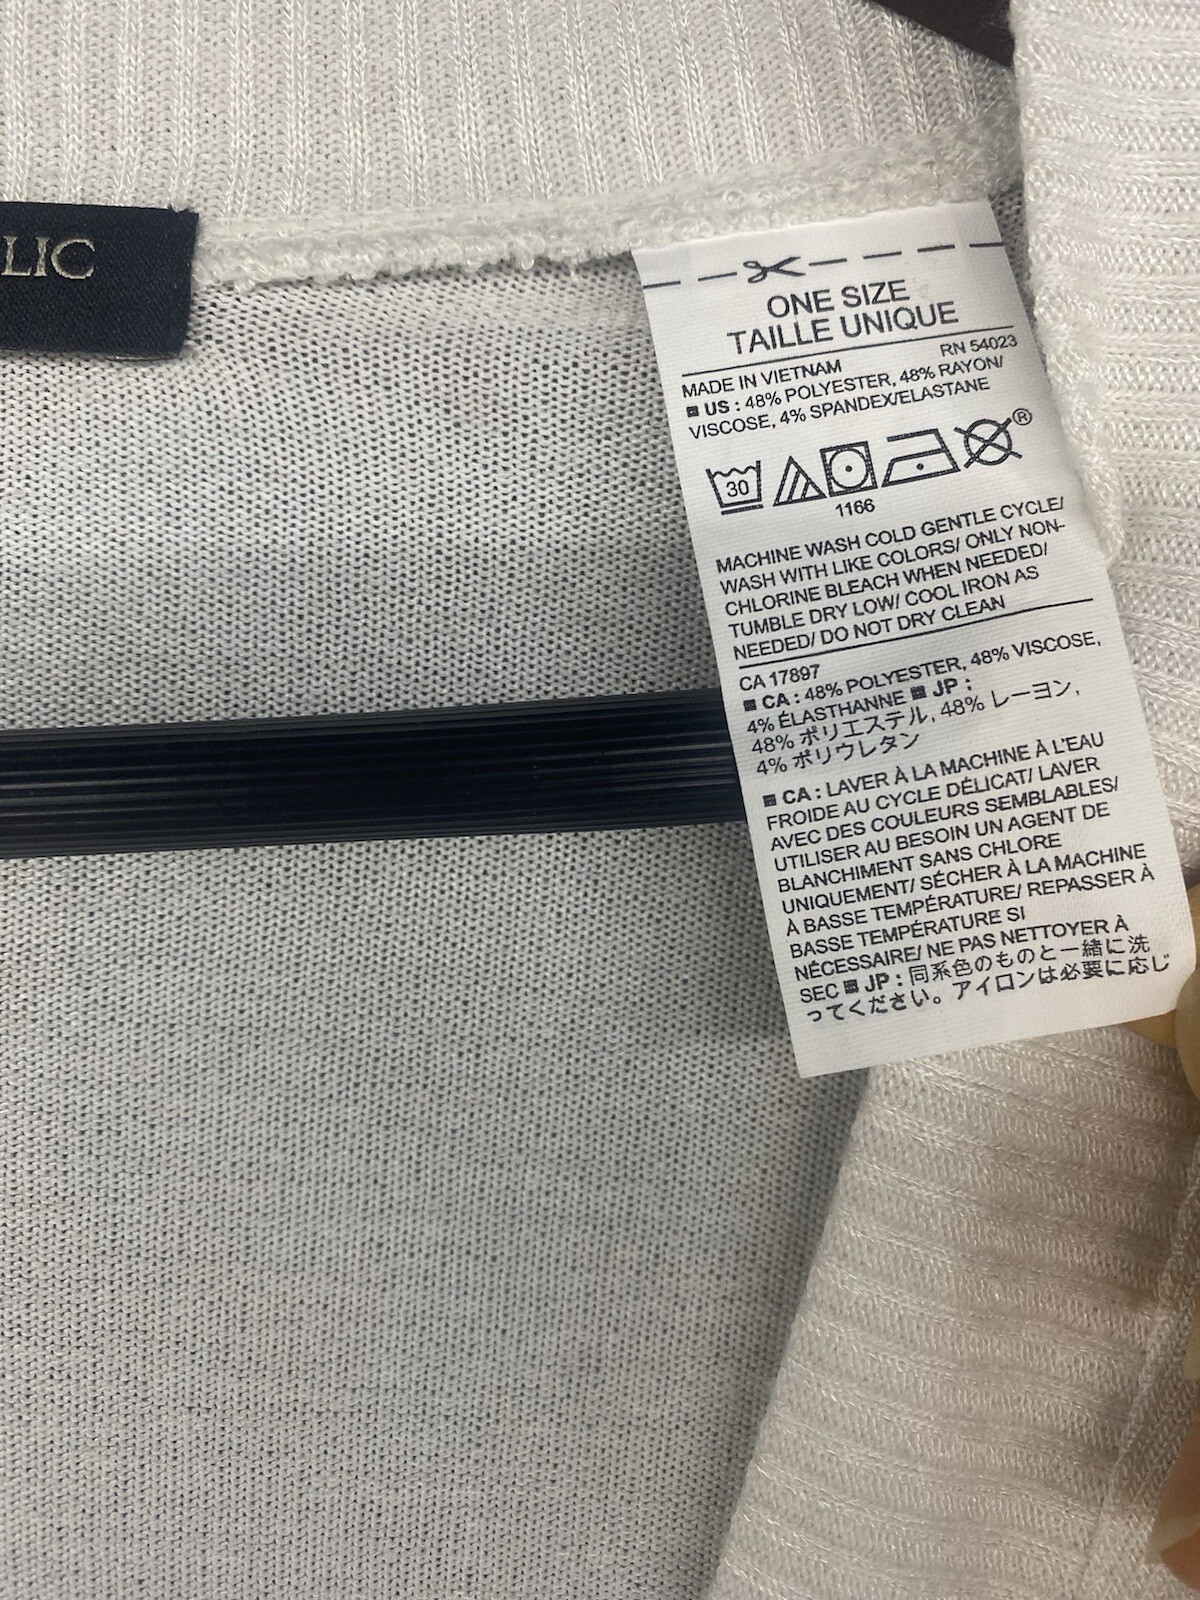 LIC
ONE SIZE
TAILLE UNIQUE
RN 54023
MADE IN VIETNAM
US : 48% POLYESTER, 48% RAYON/
VISCOSE, 4% SPANDEX/ELASTANE
30
®
1166
MACHINE WASH COLD GENTLE CYCLE/
WASH WITH LIKE COLORS/ ONLY NON-
CHLORINE BLEACH WHEN NEEDED/
TUMBLE DRY LOW/ COOL IRON AS
NEEDED/ DO NOT DRY CLEAN
CA 17897
CA : 48% POLYESTER, 48% VISCOSE,
4% ÉLASTHANNE JP :
48% ポリエステル, 48% レーヨン,
4% ポリウレタン
CA : LAVER À LA MACHINE À L'EAU
FROIDE AU CYCLE DÉLICAT/ LAVER
AVEC DES COULEURS SEMBLABLES/
UTILISER AU BESOIN UN AGENT DE
BLANCHIMENT SANS CHLORE
UNIQUEMENT/ SÉCHER À LA MACHINE
À BASSE TEMPÉRATURE/ REPASSER À
BASSE TEMPÉRATURE SI
NÉCESSAIRE/ NE PAS NETTOYER À
SEC JP : 同系色のものと一緒に洗
ってください。アイロンは必要に応じ